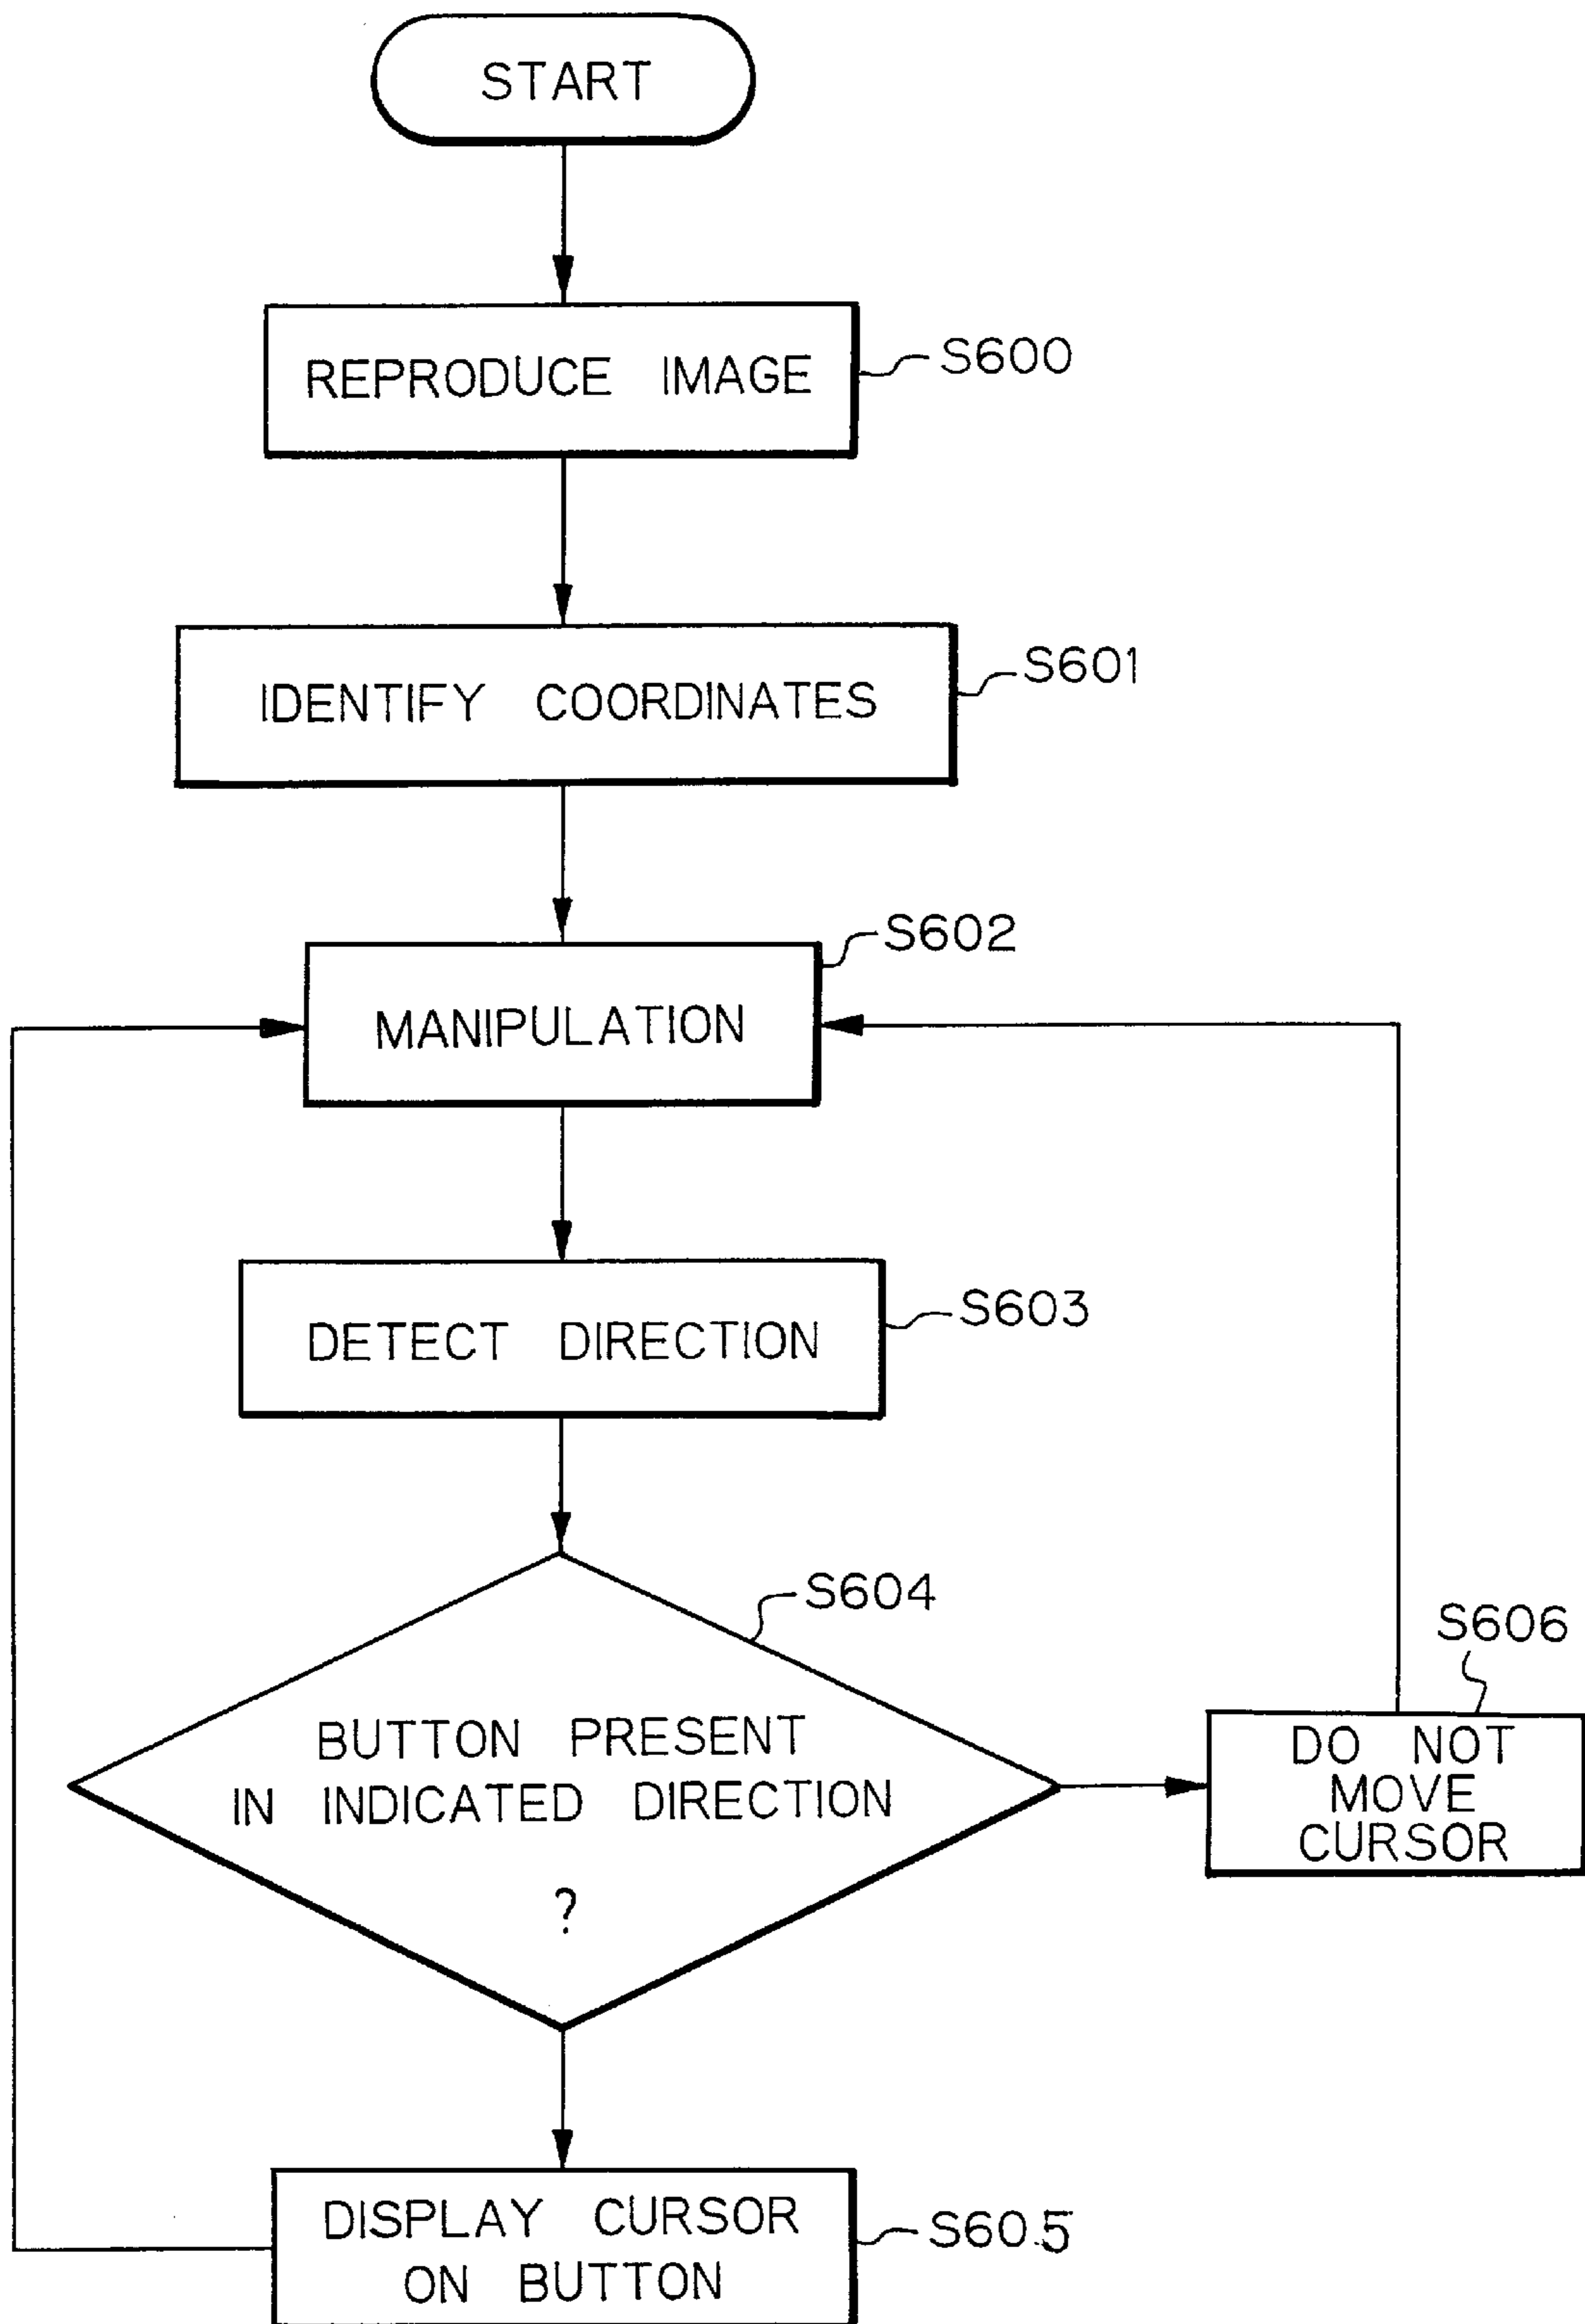 START
REPRODUCE IMAGE
S600
IDENTIFY COORDINATES
S601
S602
MANIPULATION
DETECT DIRECTION
S603
S604
BUTTON PRESENT
IN INDICATED DIRECTION
?
S606
DO NOT
MOVE
CURSOR
DISPLAY CURSOR
ON BUTTON
S605